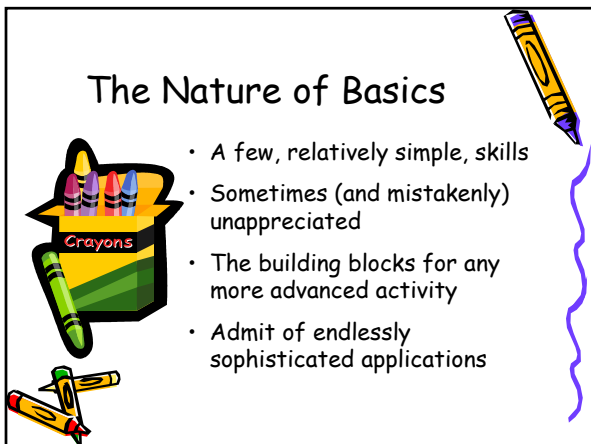 The Nature of Basics
• A few, relatively simple, skills
• Sometimes (and mistakenly)
unappreciated
• The building blocks for any
more advanced activity
• Admit of endlessly
sophisticated applications
Crayons